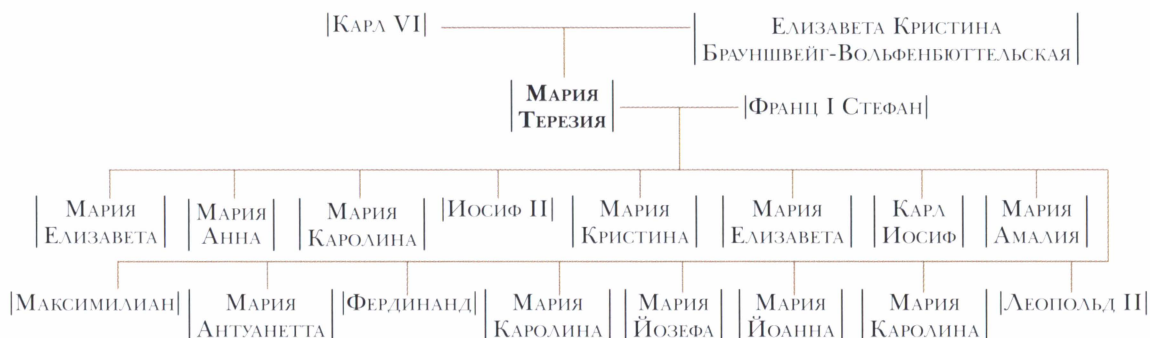 |Карл VI|
Елизавета Кристина
Брауншвейг-Вольфенбюттельская
Мария
Терезия
|Франц I Стефан|
Мария
Елизавета
Мария
Анна
Мария
Каролина
|Иосиф II|
Мария
Кристина
Мария
Елизавета
Карл
Иосиф
Мария
Амалия
|Максимилиан|
Мария
Антуанетта
|Фердинанд|
Мария
Каролина
Мария
Йозефа
Мария
Йоанна
Мария
Каролина
|Леопольд II|